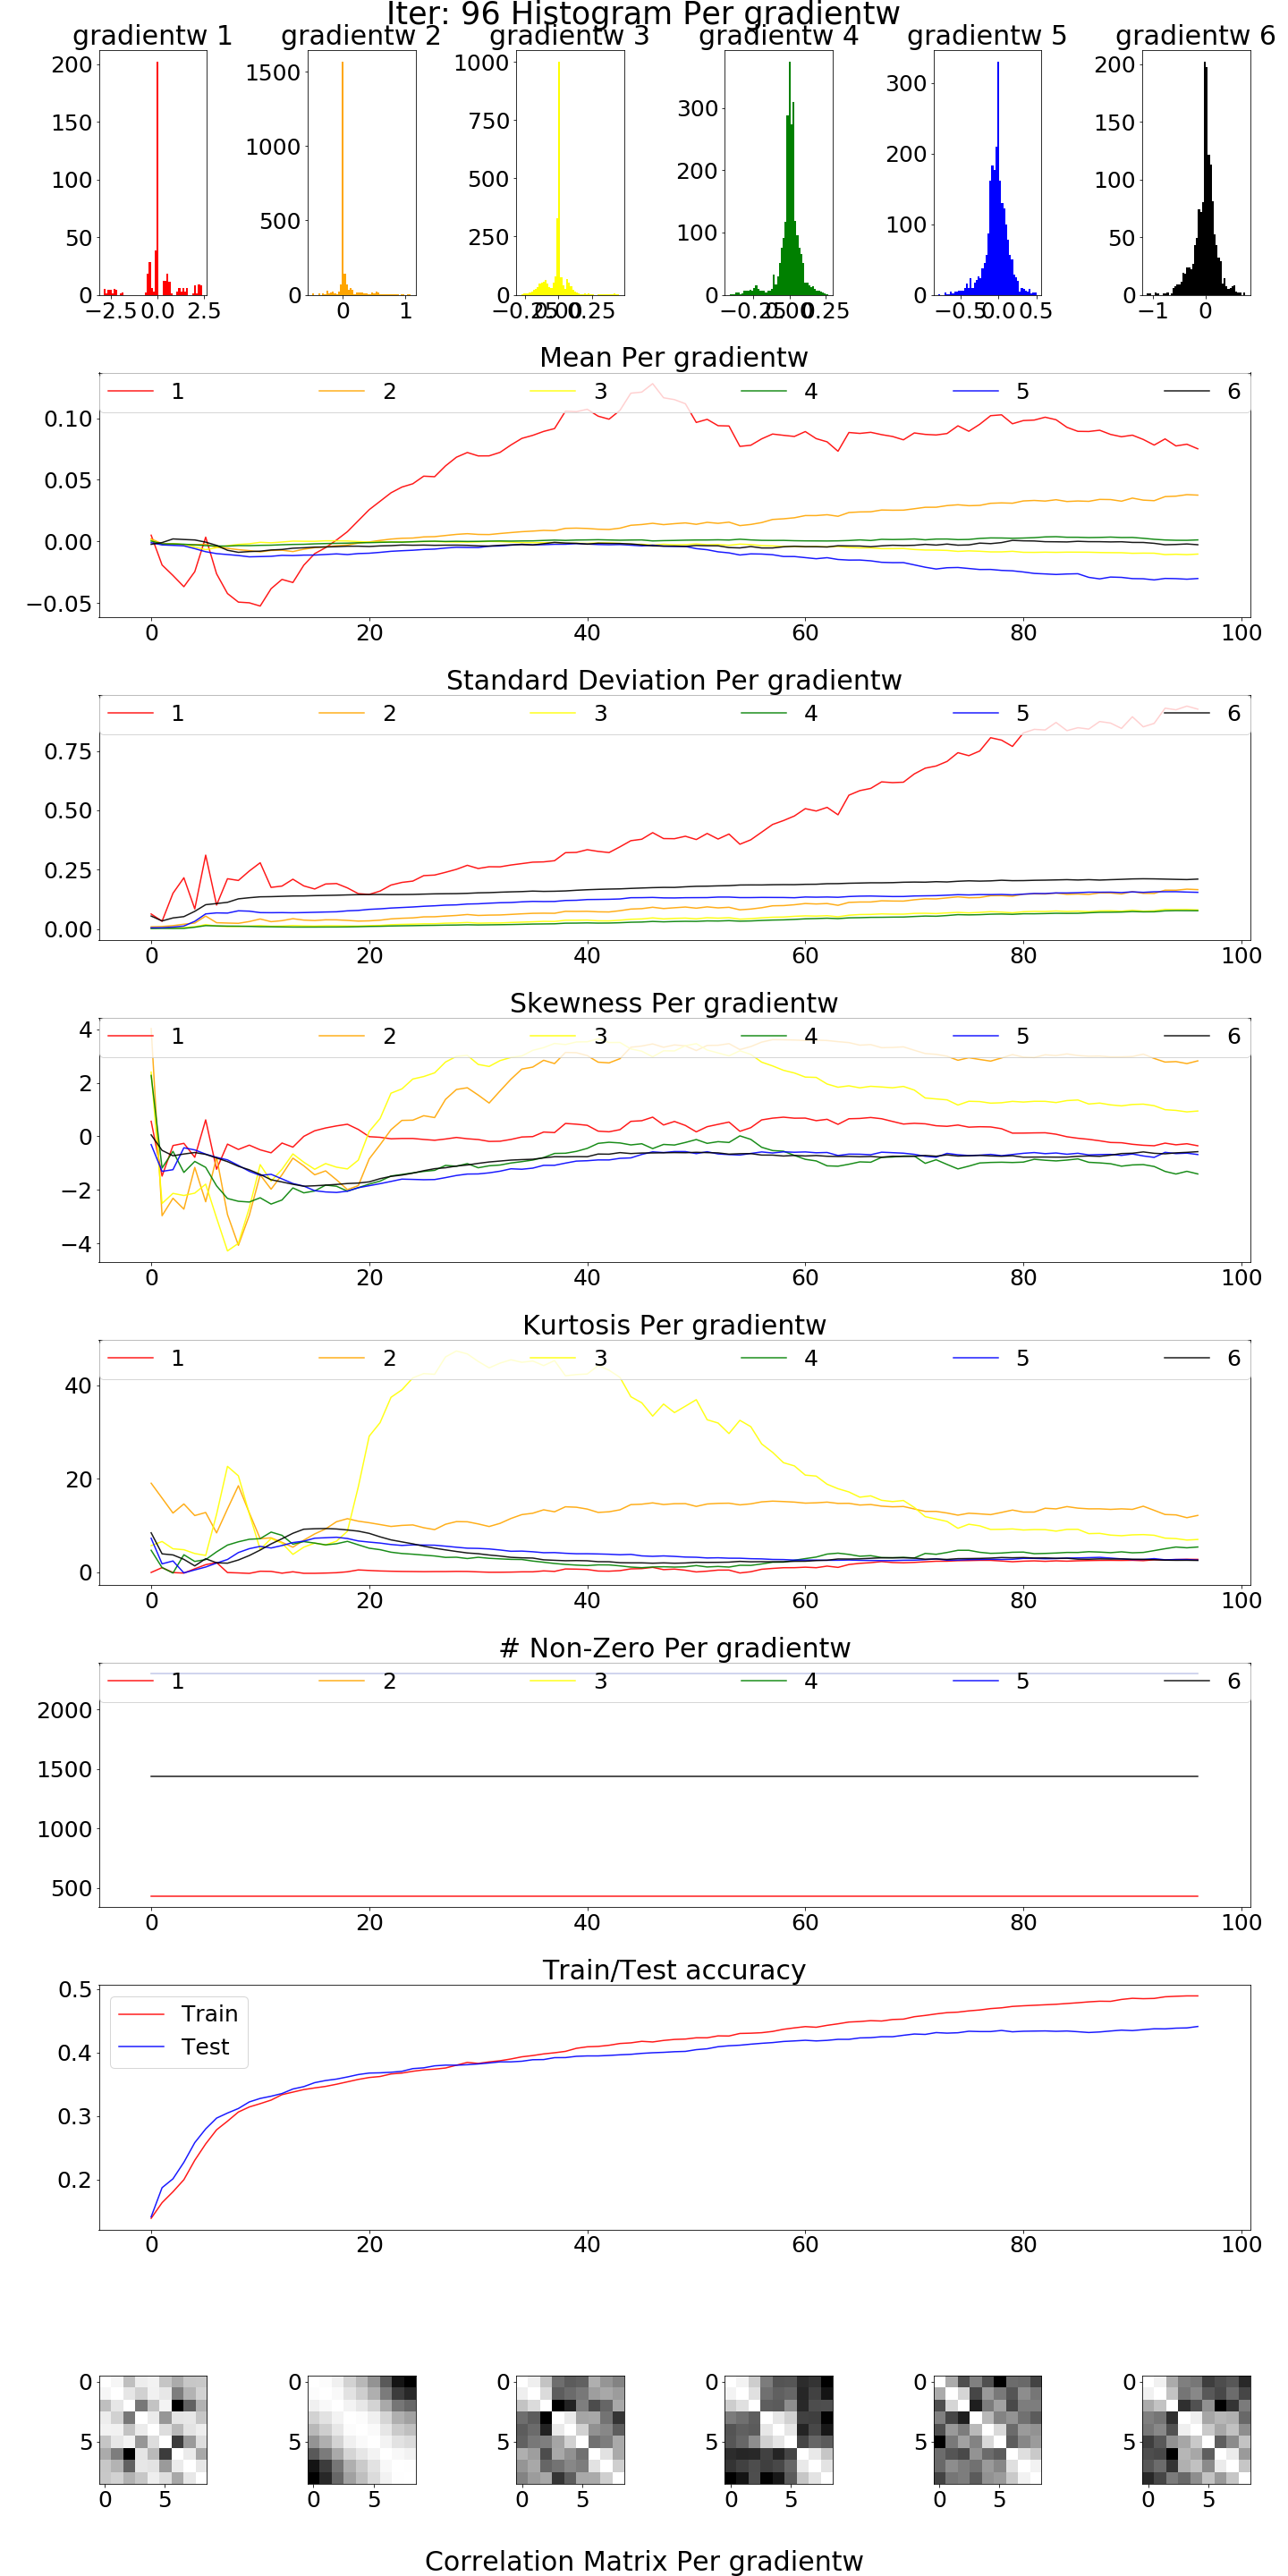 Iter: 96 Histogram Per gradientw
gradientw 1 gradientw 2 gradientw 3 gradientw 4 gradientw 5 gradientw 6
200 150 100 50 0
−2.5 0.0 2.5
1500 1000 500 0
0 1
1000 750 500 250 0
−0.25 0.00 0.25
300 200 100 0
−0.25 0.00 0.25
300 200 100 0
−0.5 0.0 0.5
200 150 100 50 0
−1 0
Mean Per gradientw
1 2 3 4 5 6
0.10
0.05
0.00
−0.05
0 20 40 60 80 100
Standard Deviation Per gradientw
1 2 3 4 5 6
0.75
0.50
0.25
0.00
0 20 40 60 80 100
Skewness Per gradientw
1 2 3 4 5 6
4
2
0
−2
−4
0 20 40 60 80 100
Kurtosis Per gradientw
1 2 3 4 5 6
40
20
0
0 20 40 60 80 100
# Non-Zero Per gradientw
1 2 3 4 5 6
2000
1500
1000
500
0 20 40 60 80 100
Train/Test accuracy
Train
Test
0.5
0.4
0.3
0.2
0 20 40 60 80 100
0 0 0 0 0 0
5 5 5 5 5 5
0 5 0 5 0 5 0 5 0 5 0 5
Correlation Matrix Per gradientw